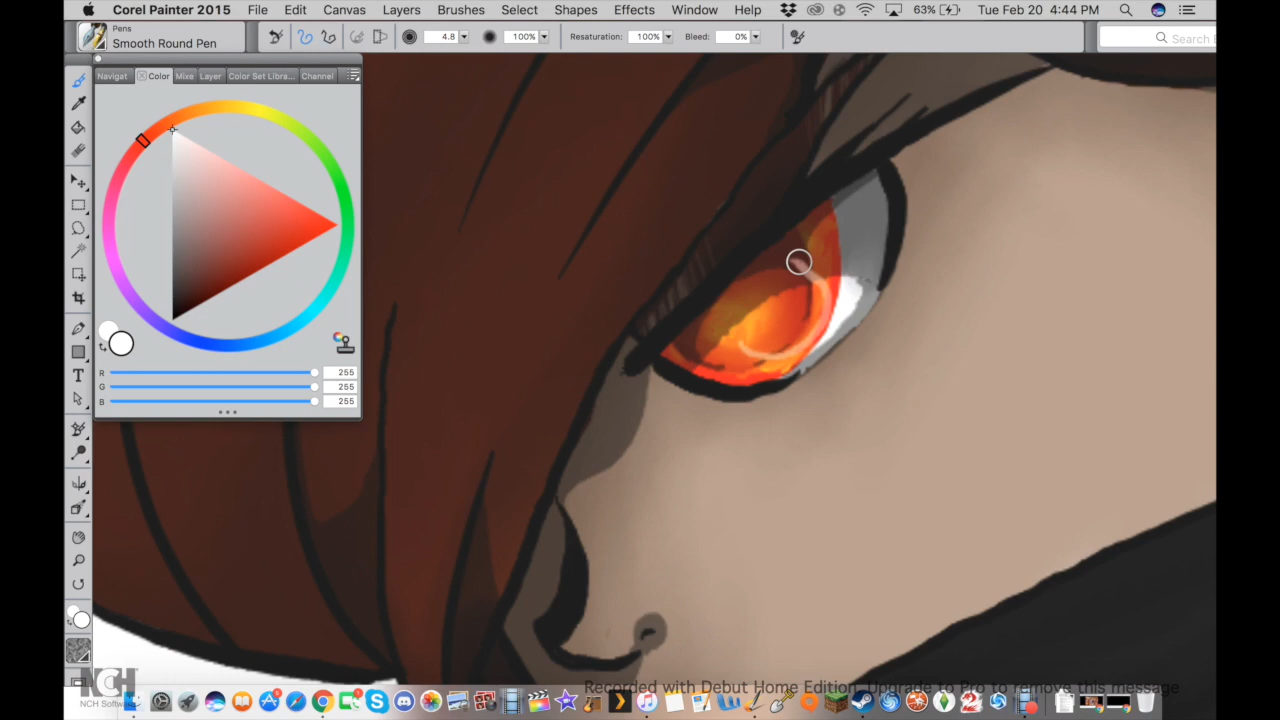 Corel Painter 2015 File Edit Canvas Layers Brushes Select Shapes Effects Window Help 63% Tue Feb 20 4:44 PM
Pens
Smooth Round Pen
4.8 100% Resaturation: 100% Bleed: 0% Search
Navigat Color Mixe Layer Color Set Libra... Channel
R 255
G 255
B 255
T
NCH
NCH Software
Recorded with Debut Home Edition. Upgrade to Pro to remove this message